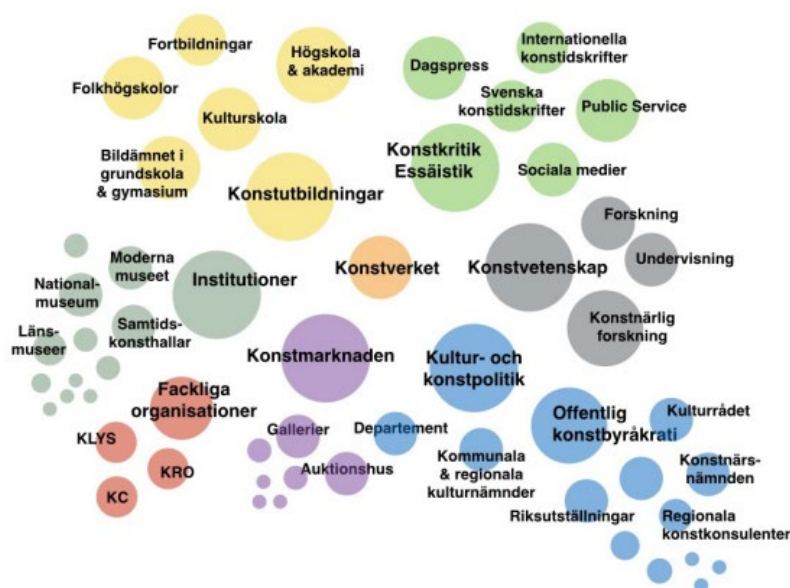 Fortbildningar
Högskola
& akademi
Folkhögskolor
Kulturskola
Bildämnet i
grundskola
& gymasium
Konstutbildningar
Internationella
konstidskrifter
Dagspress
Svenska
konstidskrifter
Public Service
Konstkritik
Essäistik
Sociala medier
Moderna
museet
National-
museum
Institutioner
Läns-
museer
Samtids-
konsthallar
Konstverket
Forskning
Konstvetenskap
Undervisning
Konstnärlig
forskning
Konstmarknaden
Kultur- och
konstpolitik
Fackliga
organisationer
KLYS
KRO
KC
Gallerier
Auktionshus
Departement
Kommunala
& regionala
kulturnämnder
Offentlig
konstbyråkrati
Kulturrådet
Konstnärs-
nämnden
Riksutställningar
Regionala
konstkonsulenter